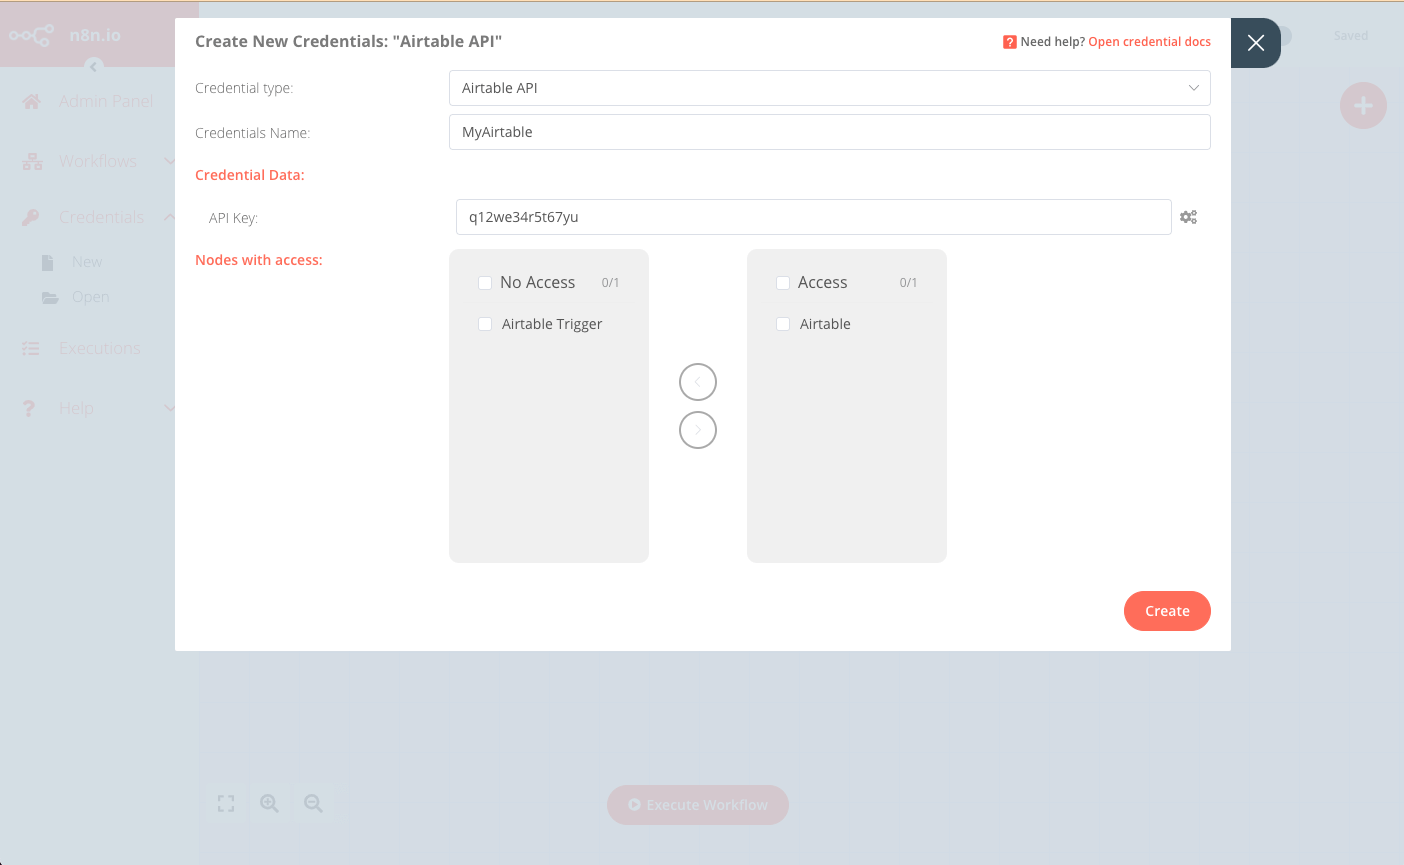 n8n.io
Saved
Create New Credentials: "Airtable API"
? Need help? Open credential docs
Admin Panel
Workflows
Credentials
New
Open
Executions
? Help
Credential type:
Airtable API
Credentials Name:
MyAirtable
Credential Data:
API Key:
q12we34r5t67yu
Nodes with access:
No Access 0/1
Airtable Trigger
Access 0/1
Airtable
Create
Execute Workflow